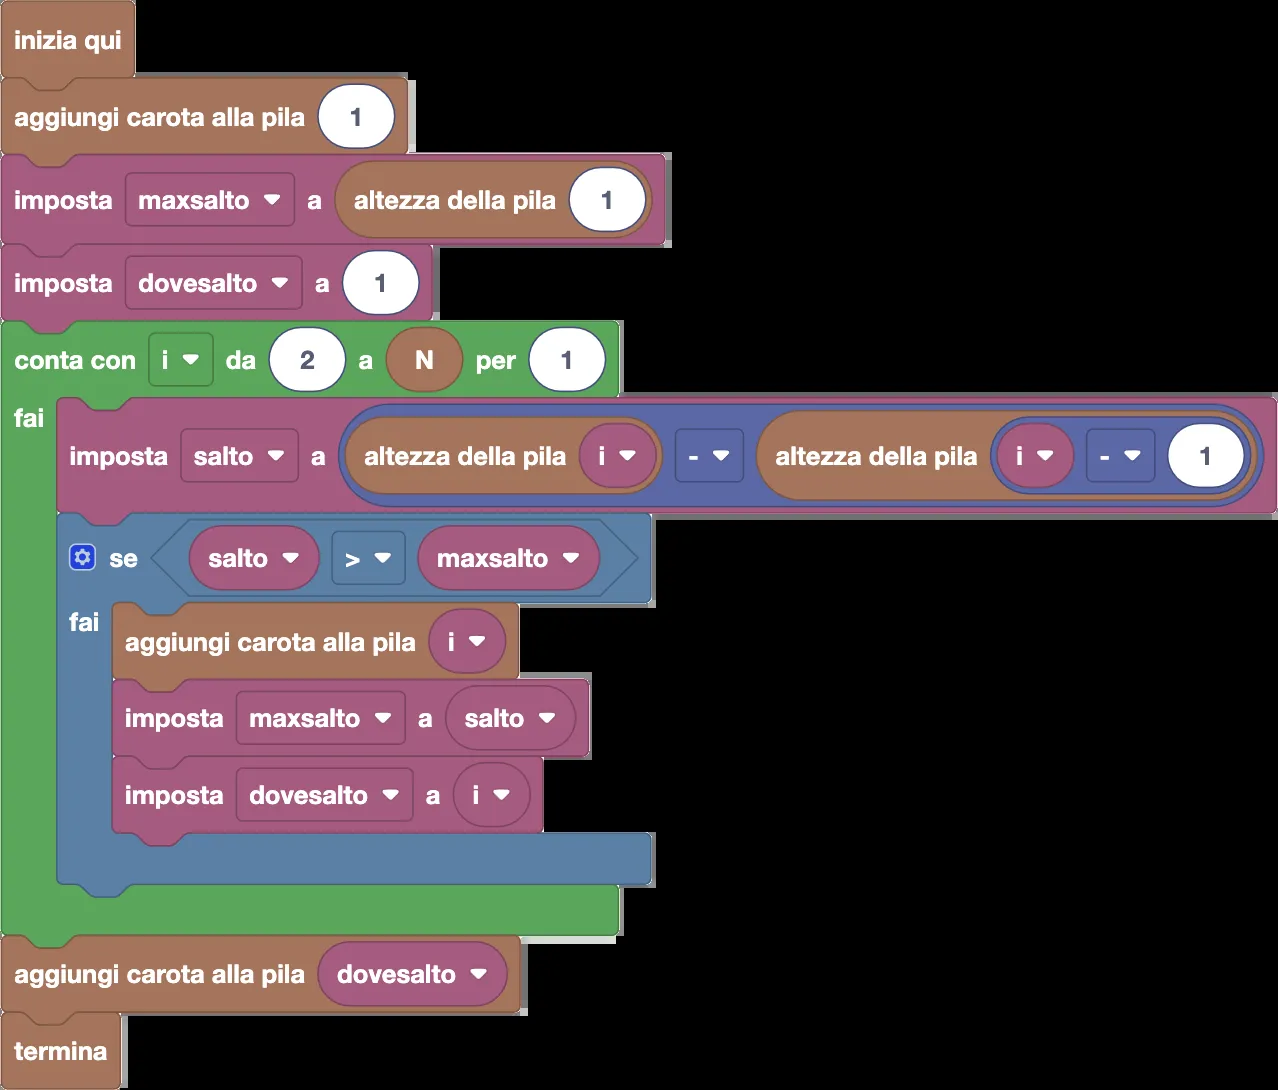 inizia qui
aggiungi carota alla pila 1
imposta maxsalto a altezza della pila 1
imposta dovesalto a 1
conta con i da 2 a N per 1
fai
imposta salto a altezza della pila i - altezza della pila i - 1
se salto > maxsalto
fai
aggiungi carota alla pila i
imposta maxsalto a salto
imposta dovesalto a i
aggiungi carota alla pila dovesalto
termina